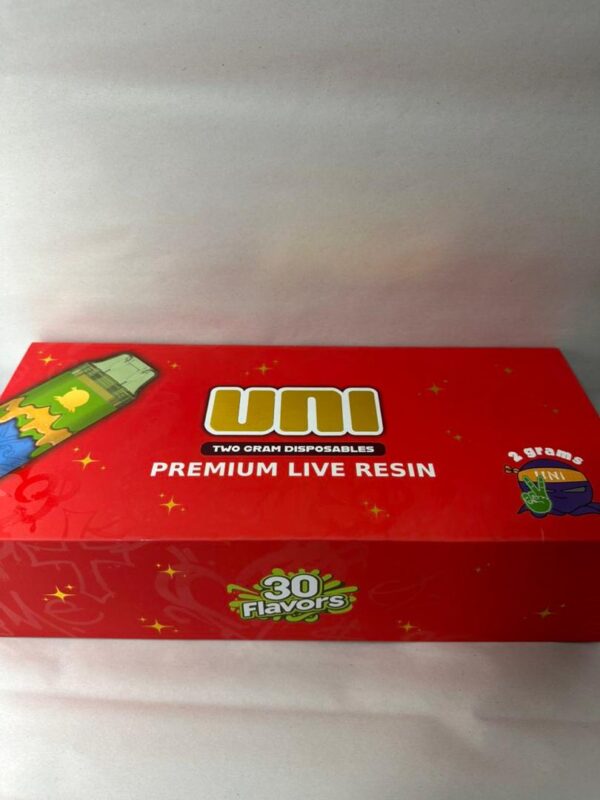 UNI
TWO GRAM DISPOSABLES
PREMIUM LIVE RESIN
2 grams
UNI
30
Flavors